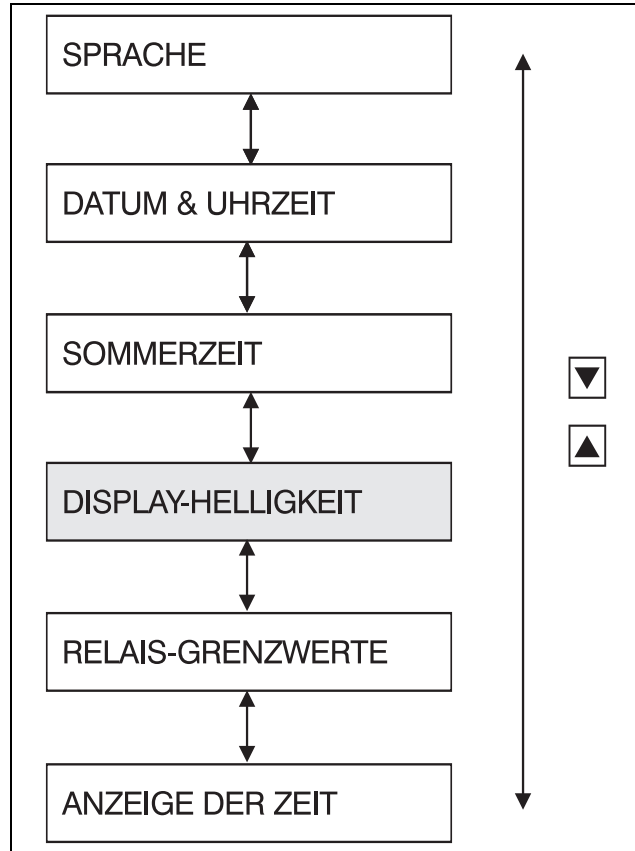 SPRACHE
DATUM & UHRZEIT
SOMMERZEIT
DISPLAY-HELLIGKEIT
RELAIS-GRENZWERTE
ANZEIGE DER ZEIT